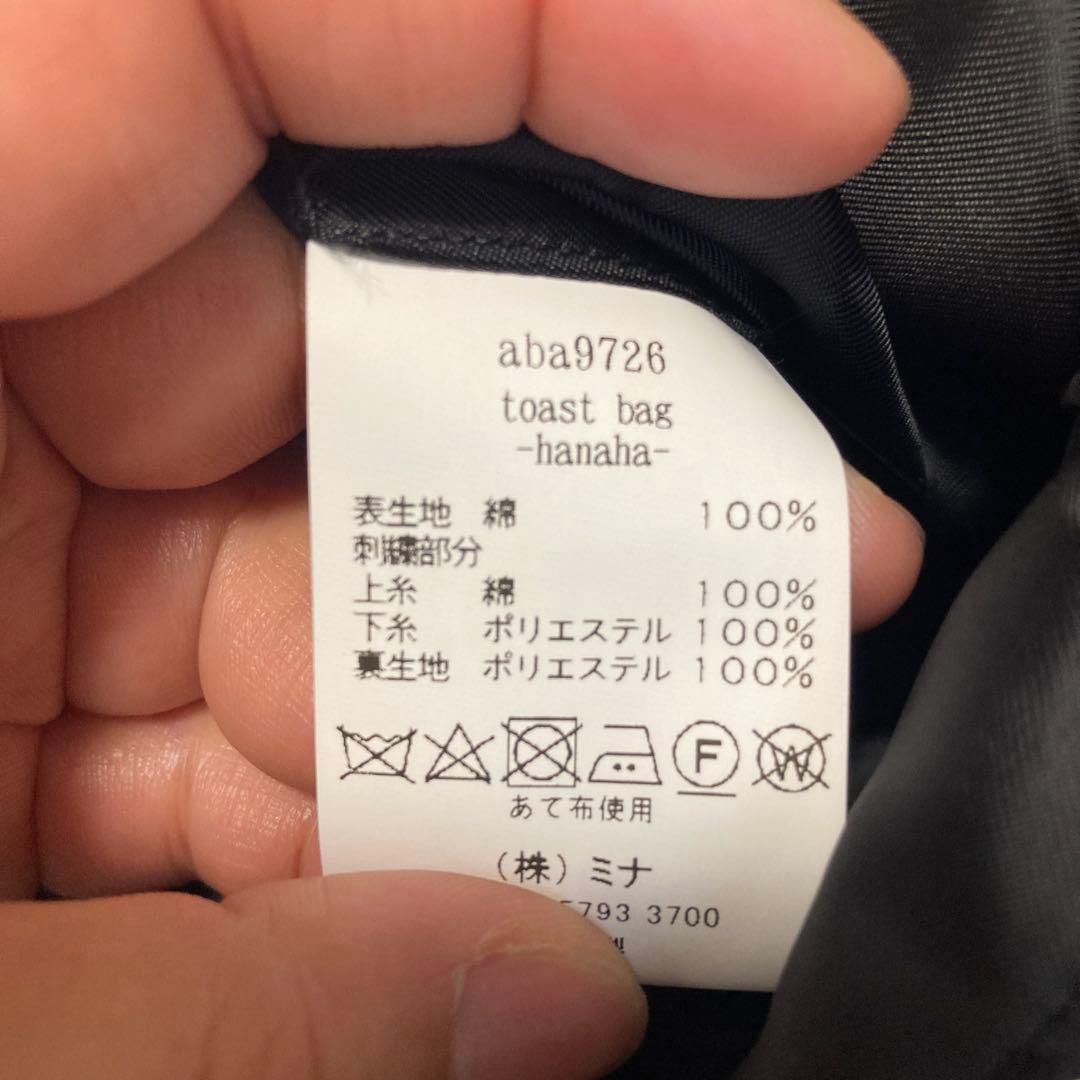 aba9726
toast bag
-hanaha-
表生地 綿 100%
刺繍部分
上糸 綿 100%
下糸 ポリエステル 100%
裏生地 ポリエステル 100%
F W
あて布使用
(株)ミナ
5793 3700